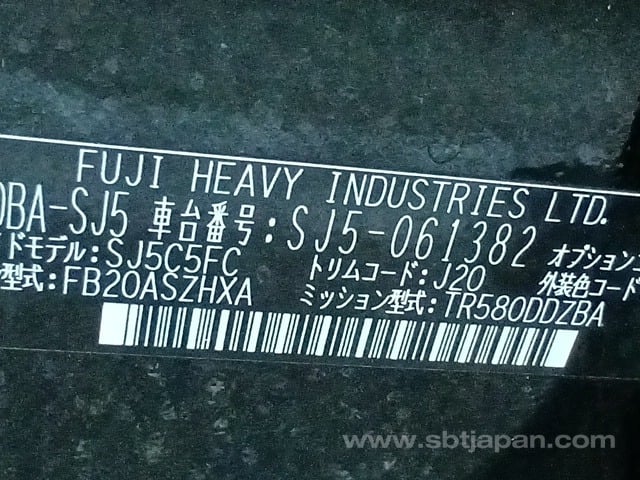 FUJI HEAVY INDUSTRIES LTD.
DBA-SJ5 車台番号:SJ5-061382 オプション
ドモデル:SJ5C5FC トリムコード:J20 外装色コード
型式:FB20ASZHXA ミッション型式:TR580DDZBA
www.sbtjapan.com